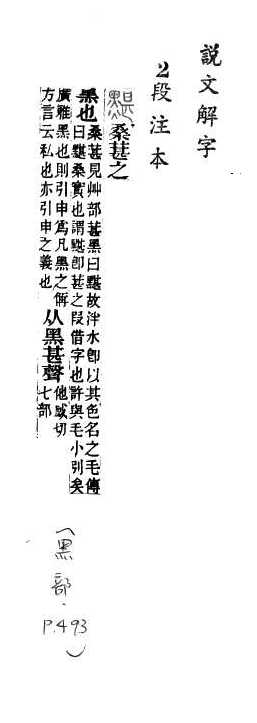 說文解字
2段注本
黮 桑葚之
黑也 桑葚見艸部葚黑曰黮故泮水卽以其色名之毛傳
曰黮桑實也謂黮卽葚之叚借字也許與毛小別矣
廣雅黑也則引申爲凡黑之偁
方言云私也亦引申之義也 从黑甚聲 他感切
七部
(黑部.
P.493)